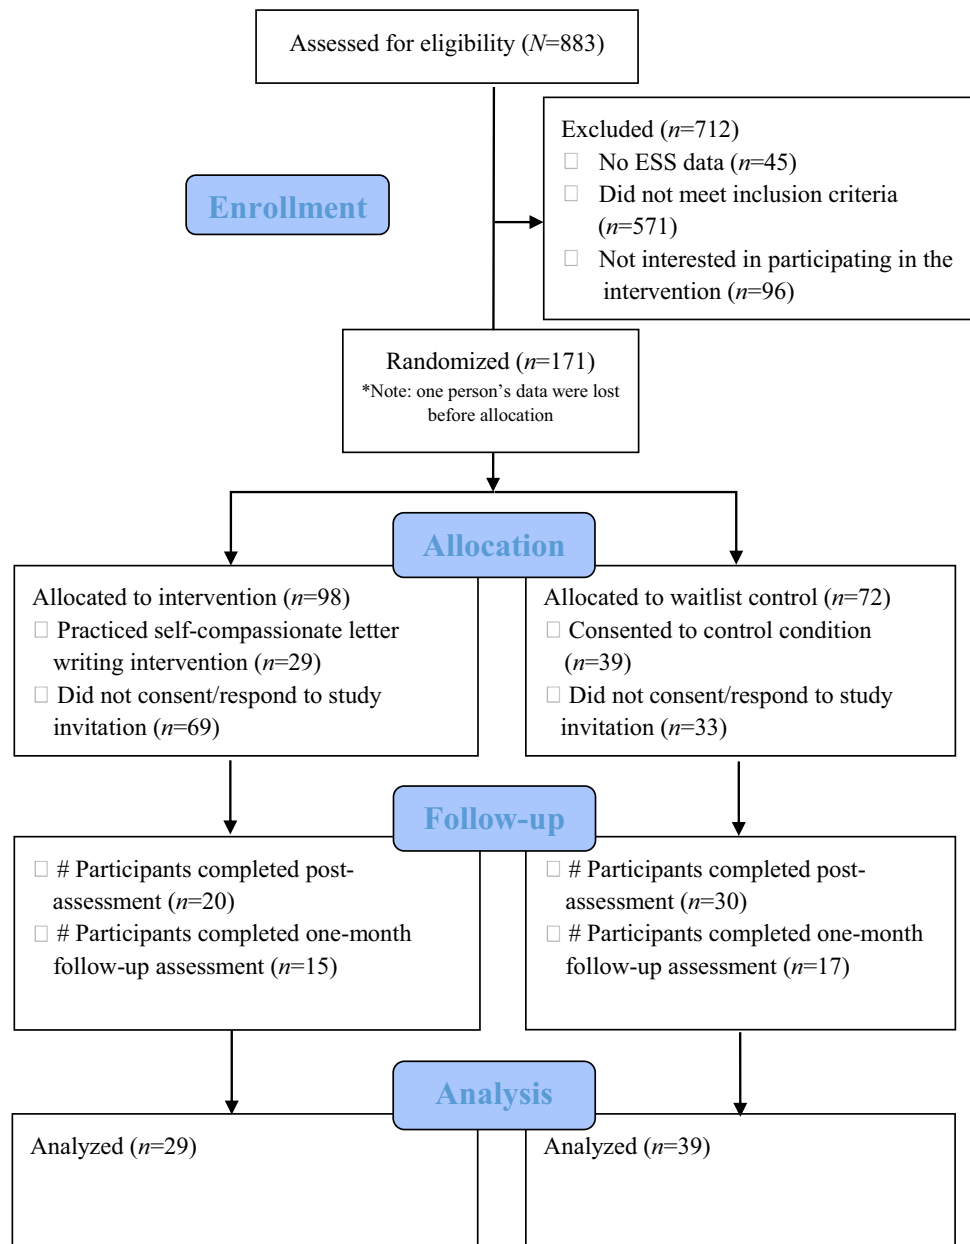 Assessed for eligibility (N=883)
Excluded (n=712)
□ No ESS data (n=45)
□ Did not meet inclusion criteria
(n=571)
□ Not interested in participating in the
intervention (n=96)
Enrollment
Randomized (n=171)
*Note: one person's data were lost
before allocation
Allocation
Allocated to intervention (n=98)
□ Practiced self-compassionate letter
writing intervention (n=29)
□ Did not consent/respond to study
invitation (n=69)
Allocated to waitlist control (n=72)
□ Consented to control condition
(n=39)
□ Did not consent/respond to study
invitation (n=33)
Follow-up
□ # Participants completed post-
assessment (n=20)
□ # Participants completed one-month
follow-up assessment (n=15)
□ # Participants completed post-
assessment (n=30)
□ # Participants completed one-month
follow-up assessment (n=17)
Analysis
Analyzed (n=29)
Analyzed (n=39)